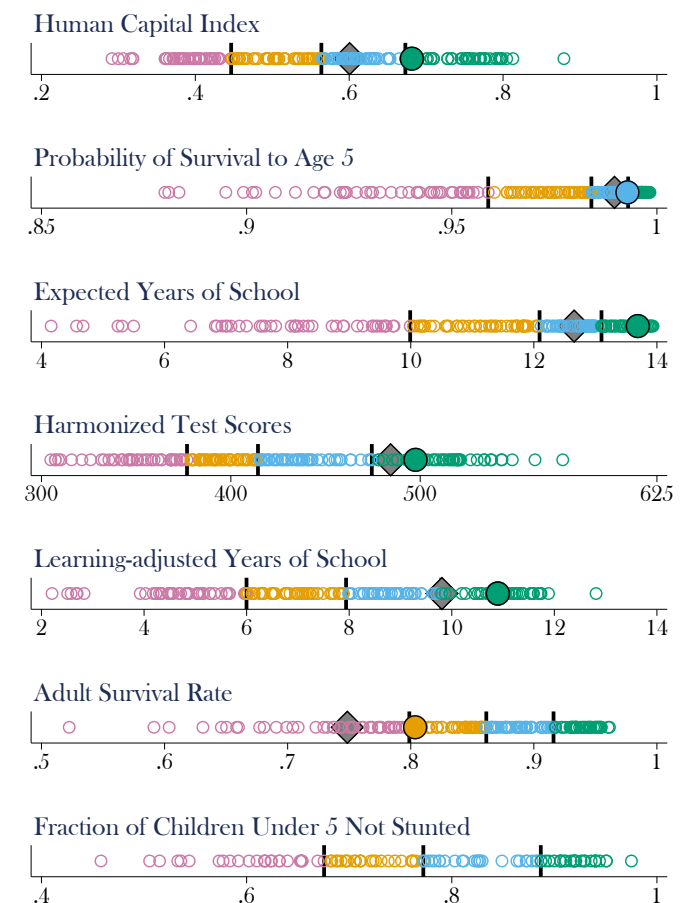 Human Capital Index
.2 .4 .6 .8 1
Probability of Survival to Age 5
.85 .9 .95 1
Expected Years of School
4 6 8 10 12 14
Harmonized Test Scores
300 400 500 625
Learning-adjusted Years of School
2 4 6 8 10 12 14
Adult Survival Rate
.5 .6 .7 .8 .9 1
Fraction of Children Under 5 Not Stunted
.4 .6 .8 1